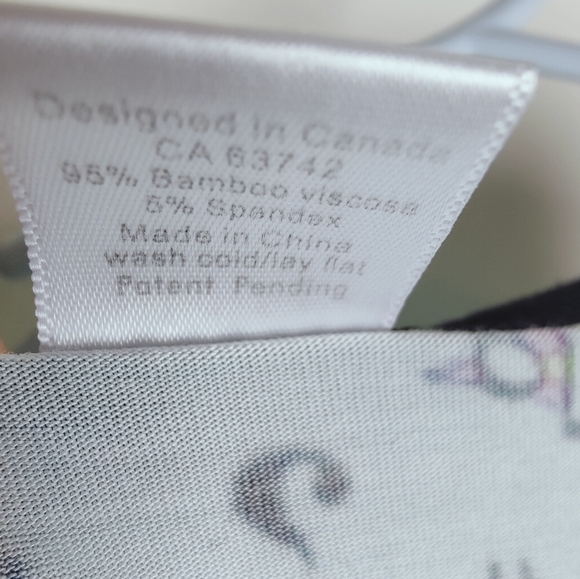 Designed in Canada
CA 63742
95% Bamboo viscose
5% Spandex
Made in China
wash cold/lay flat
Patent Pending